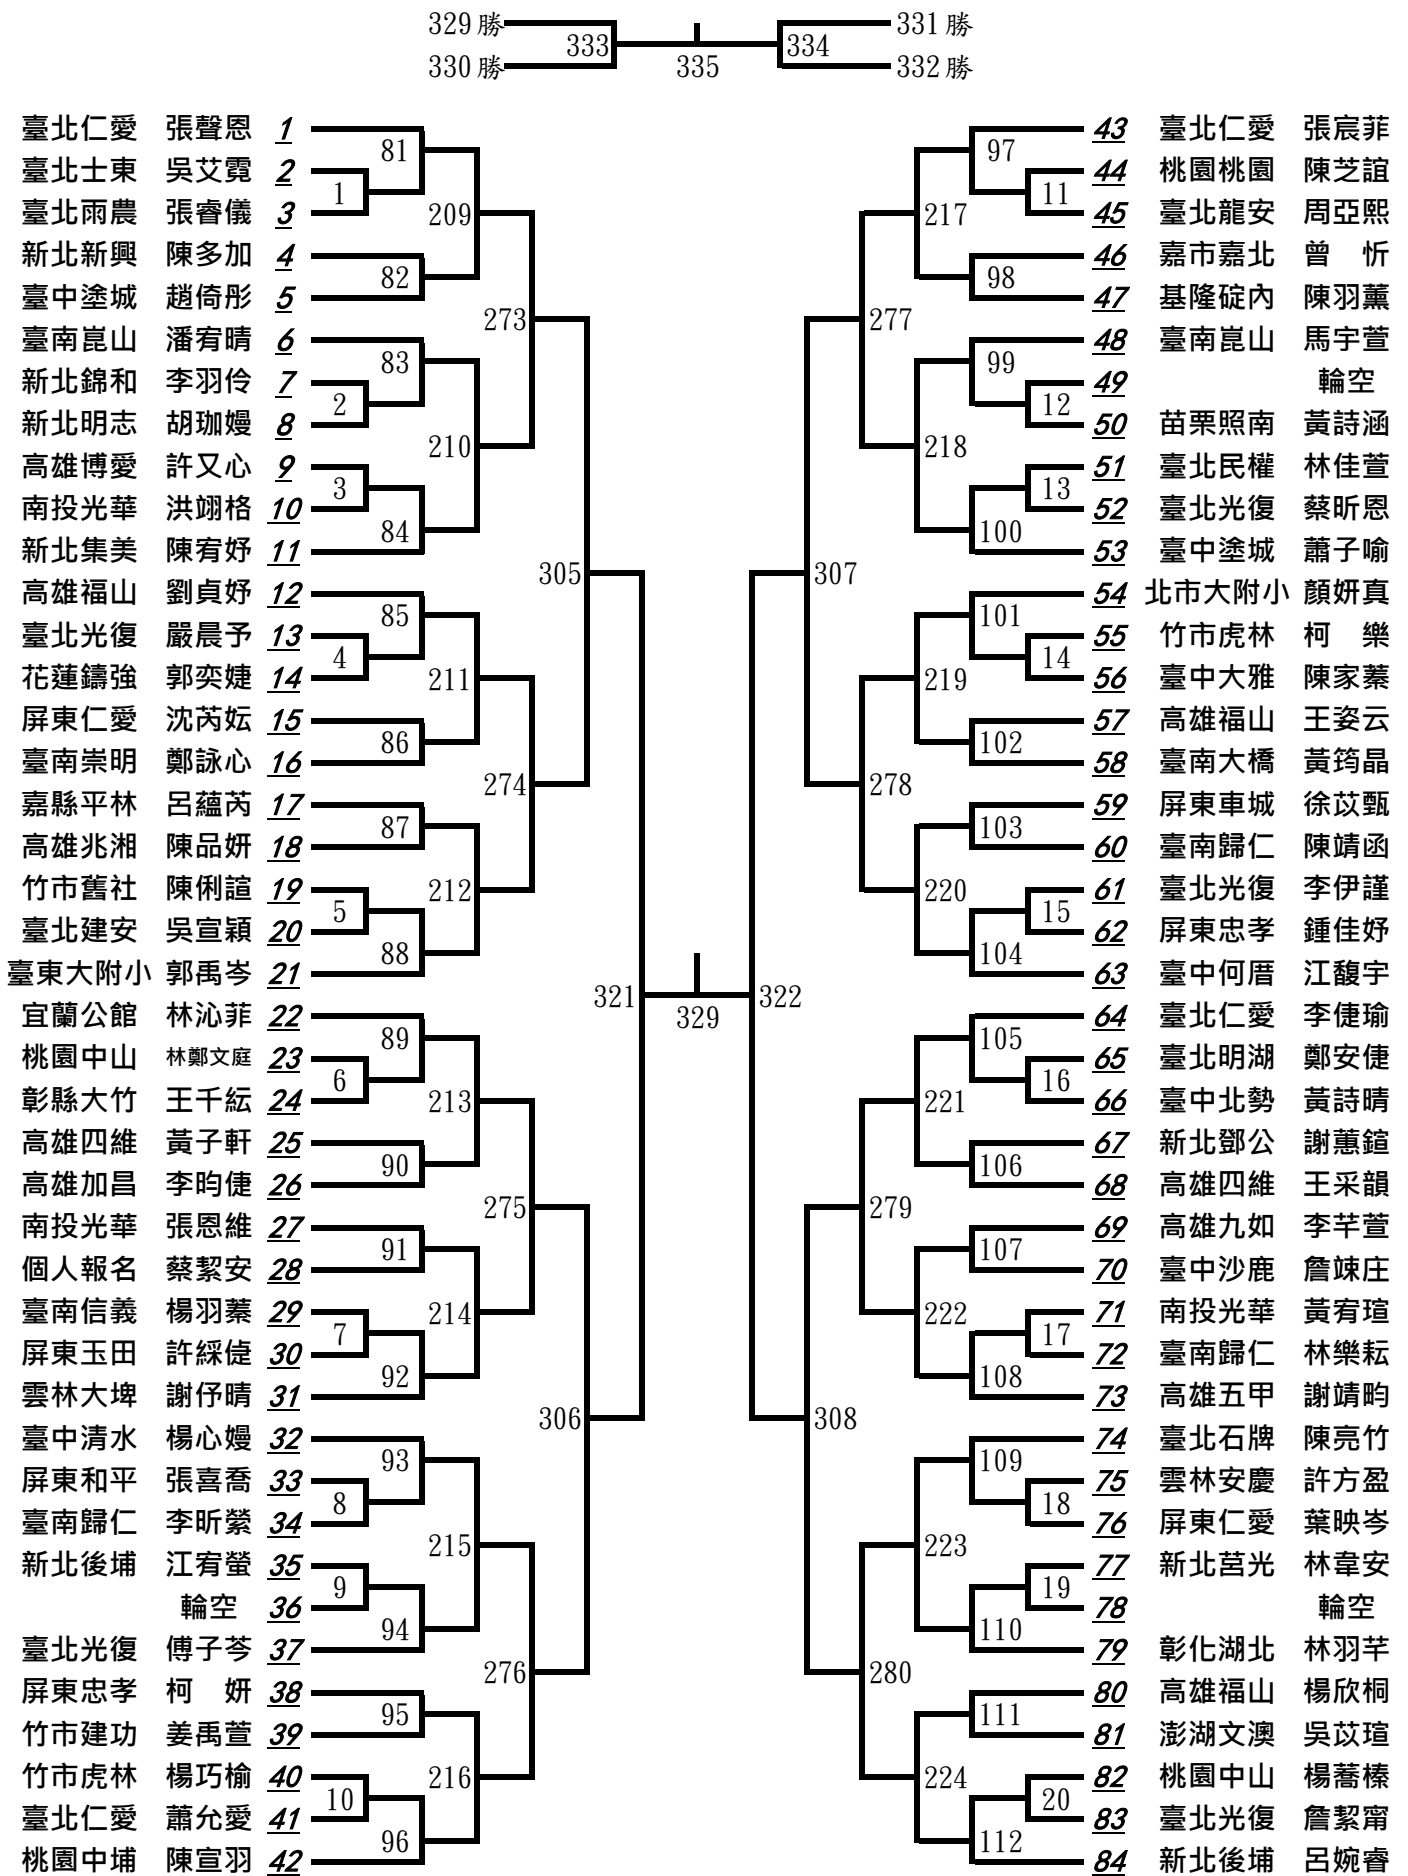 329勝 331勝
333 334
330勝 335 332勝
臺北仁愛 張聲恩 1
臺北士東 吳艾霓 2
臺北雨農 張睿儀 3
新北新興 陳多加 4
臺中塗城 趙倚彤 5
臺南崑山 潘宥晴 6
新北錦和 李羽伶 7
新北明志 胡珈嫚 8
高雄博愛 許又心 9
南投光華 洪翊格 10
新北集美 陳宥妤 11
高雄福山 劉貞妤 12
臺北光復 嚴晨予 13
花蓮鑄強 郭奕婕 14
屏東仁愛 沈芮妘 15
臺南崇明 鄭詠心 16
嘉縣平林 呂蘊芮 17
高雄兆湘 陳品妍 18
竹市舊社 陳俐諠 19
臺北建安 吳宣穎 20
臺東大附小 郭禹岑 21
宜蘭公館 林沁菲 22
桃園中山 林鄭文庭 23
彰縣大竹 王千紜 24
高雄四維 黃子軒 25
高雄加昌 李昀倢 26
南投光華 張恩維 27
個人報名 蔡絜安 28
臺南信義 楊羽蓁 29
屏東玉田 許綵倢 30
雲林大埤 謝伃晴 31
臺中清水 楊心嫚 32
屏東和平 張喜喬 33
臺南歸仁 李昕縈 34
新北後埔 江宥螢 35
輪空 36
臺北光復 傅子芩 37
屏東忠孝 柯 妍 38
竹市建功 姜禹萱 39
竹市虎林 楊巧榆 40
臺北仁愛 蕭允愛 41
桃園中埔 陳宣羽 42
81
1
209
82
273
83
2
210
3
84
305
85
4
211
86
274
87
212
5
88
321
89
6
213
90
275
91
214
7
92
306
93
8
215
9
94
276
95
216
10
96
329
97
11
217
98
277
99
12
218
13
100
307
101
14
219
102
278
103
220
15
104
322
105
16
221
106
279
107
222
17
108
308
109
18
223
19
110
280
111
224
20
112
43 臺北仁愛 張宸菲
44 桃園桃園 陳芝誼
45 臺北龍安 周亞熙
46 嘉市嘉北 曾 忻
47 基隆碇內 陳羽薰
48 臺南崑山 馬宇萱
49 輪空
50 苗栗照南 黃詩涵
51 臺北民權 林佳萱
52 臺北光復 蔡昕恩
53 臺中塗城 蕭子喻
54 北市大附小 顏妍真
55 竹市虎林 柯 樂
56 臺中大雅 陳家蓁
57 高雄福山 王姿云
58 臺南大橋 黃筠晶
59 屏東車城 徐苡甄
60 臺南歸仁 陳靖函
61 臺北光復 李伊謹
62 屏東忠孝 鍾佳妤
63 臺中何厝 江馥宇
64 臺北仁愛 李倢瑜
65 臺北明湖 鄭安倢
66 臺中北勢 黃詩晴
67 新北鄧公 謝蕙鍹
68 高雄四維 王采韻
69 高雄九如 李芊萱
70 臺中沙鹿 詹竦庄
71 南投光華 黃宥瑄
72 臺南歸仁 林樂耘
73 高雄五甲 謝靖畇
74 臺北石牌 陳亮竹
75 雲林安慶 許方盈
76 屏東仁愛 葉映岑
77 新北莒光 林韋安
78 輪空
79 彰化湖北 林羽芊
80 高雄福山 楊欣桐
81 澎湖文澳 吳苡瑄
82 桃園中山 楊蕎榛
83 臺北光復 詹絜甯
84 新北後埔 呂婉睿